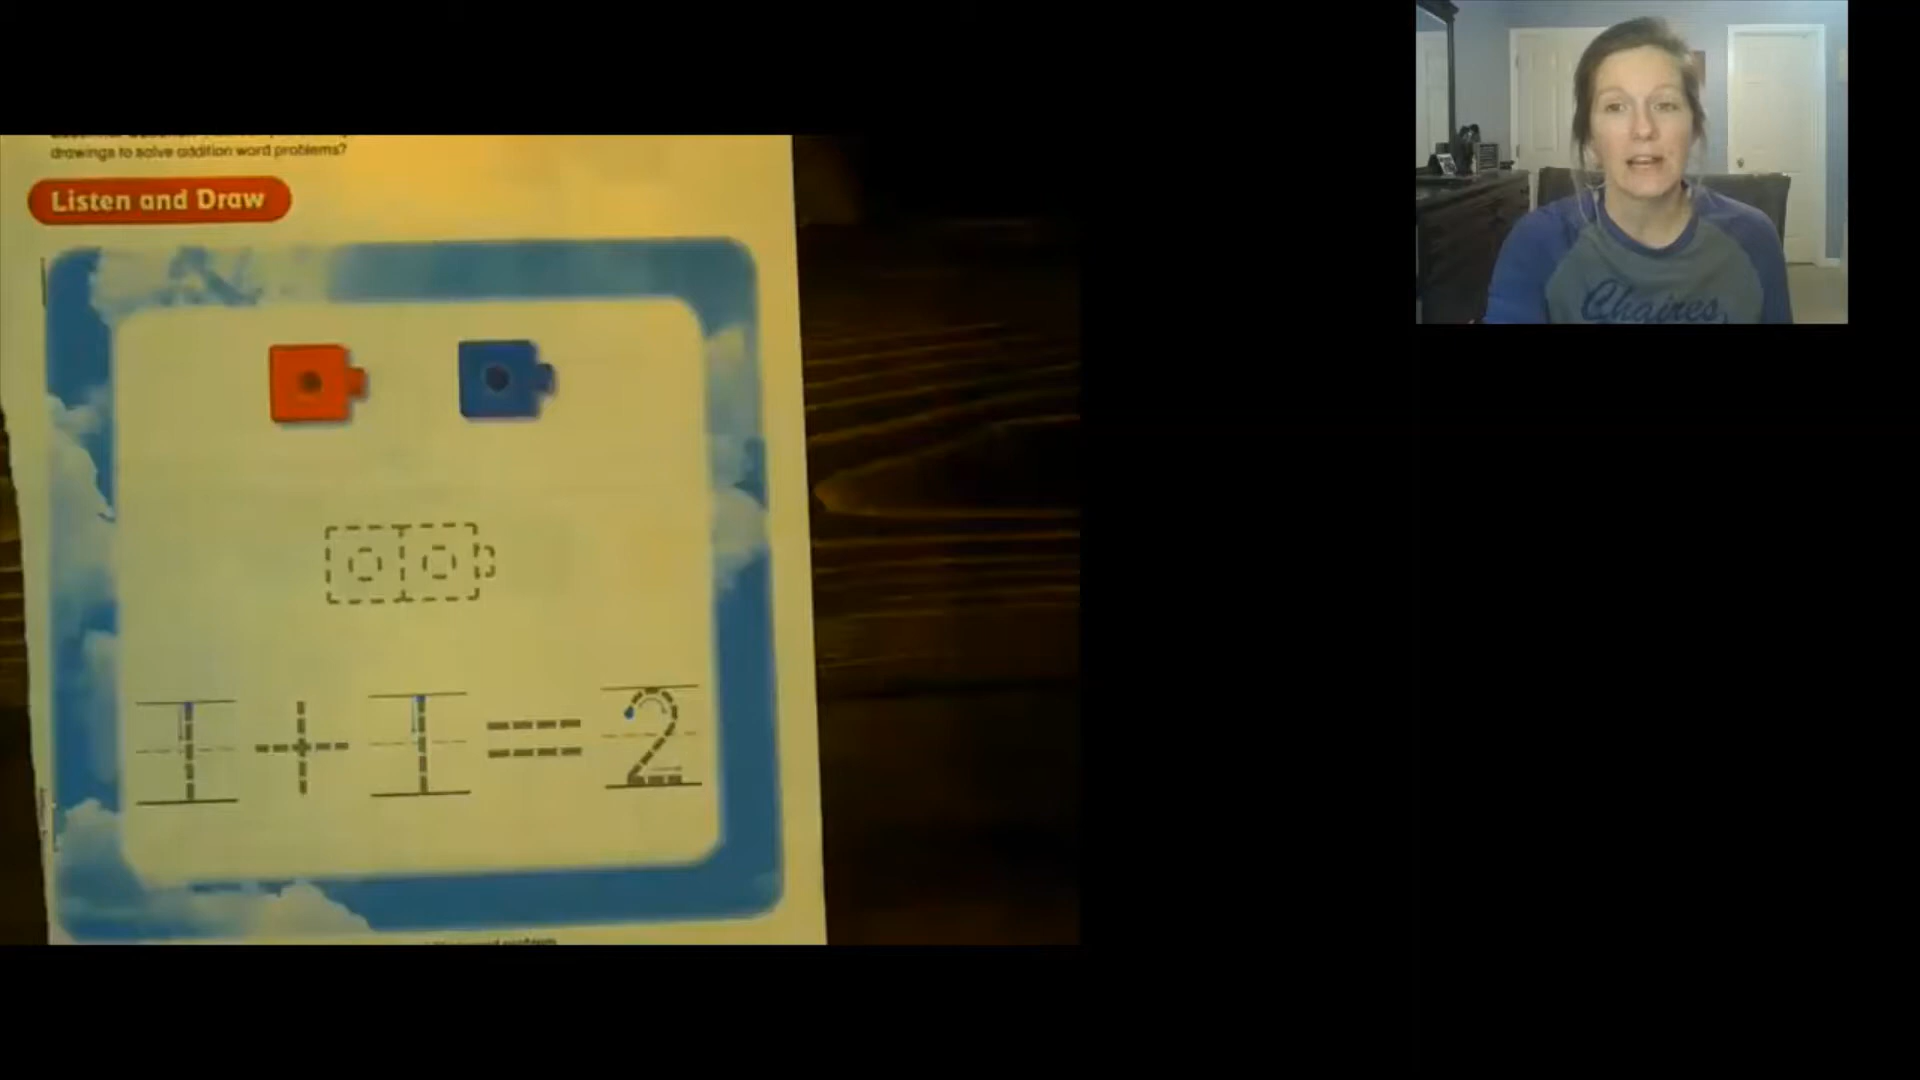 drawings to solve addition word problems?
Listen and Draw
1 + 1 = 2
Chaires